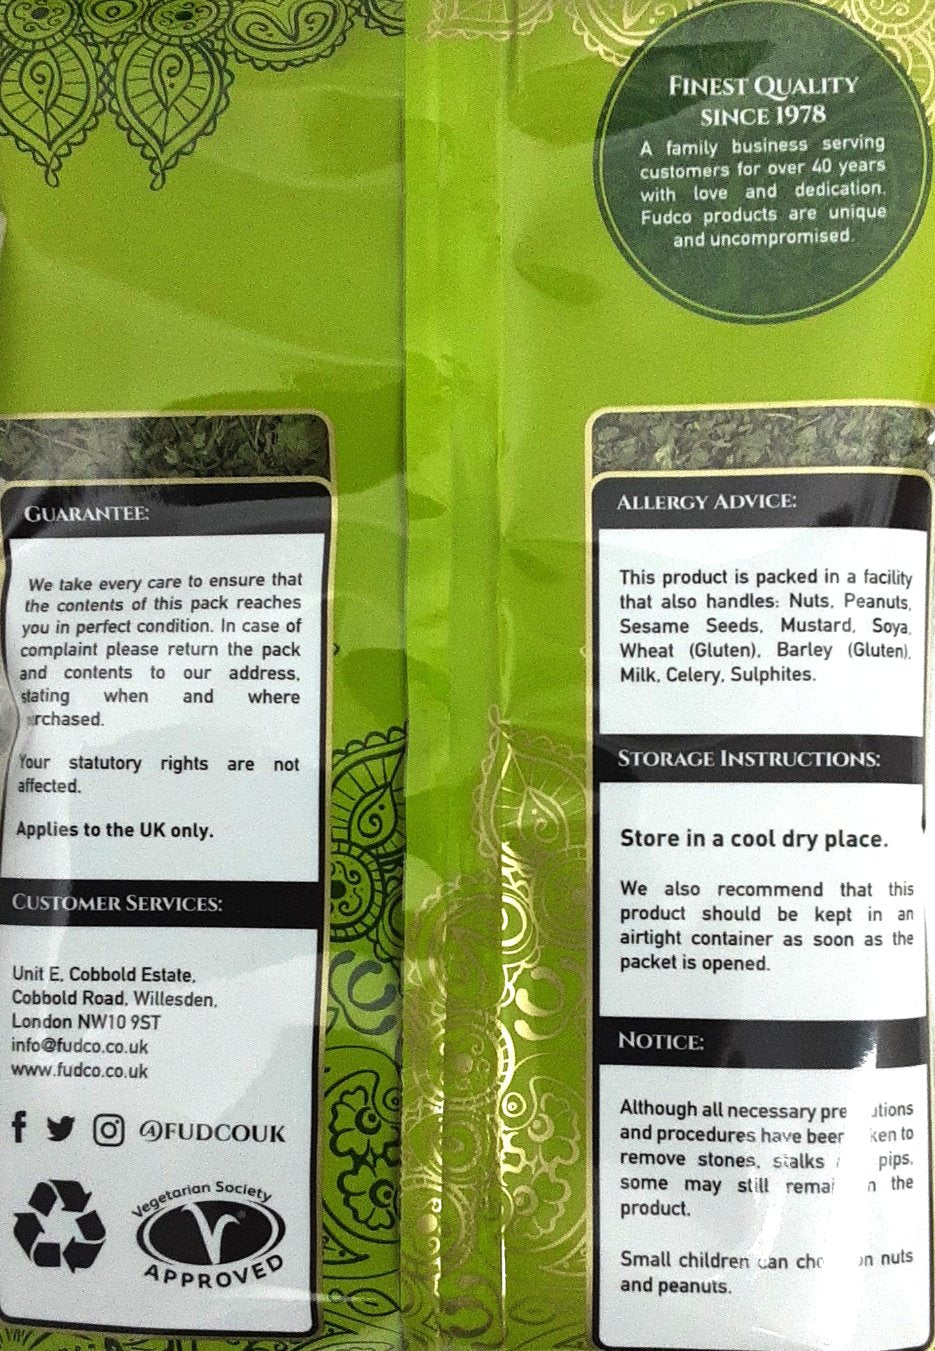 FINEST QUALITY
SINCE 1978
A family business serving
customers for over 40 years
with love and dedication.
Fudco products are unique
and uncompromised.
GUARANTEE:
We take every care to ensure that
the contents of this pack reaches
you in perfect condition. In case of
complaint please return the pack
and contents to our address,
stating when and where
rchased.
Your statutory rights are not
affected.
Applies to the UK only.
CUSTOMER SERVICES:
Unit E, Cobbold Estate,
Cobbold Road, Willesden,
London NW10 9ST
info@fudco.co.uk
www.fudco.co.uk
@FUDCOUK
Vegetarian Society
APPROVED
ALLERGY ADVICE:
This product is packed in a facility
that also handles: Nuts, Peanuts,
Sesame Seeds, Mustard, Soya,
Wheat (Gluten), Barley (Gluten),
Milk, Celery, Sulphites.
STORAGE INSTRUCTIONS:
Store in a cool dry place.
We also recommend that this
product should be kept in an
airtight container as soon as the
packet is opened.
NOTICE:
Although all necessary
and procedures have to
remove stones, stalks pips,
some may still the
product.
Small children can nuts
and peanuts.